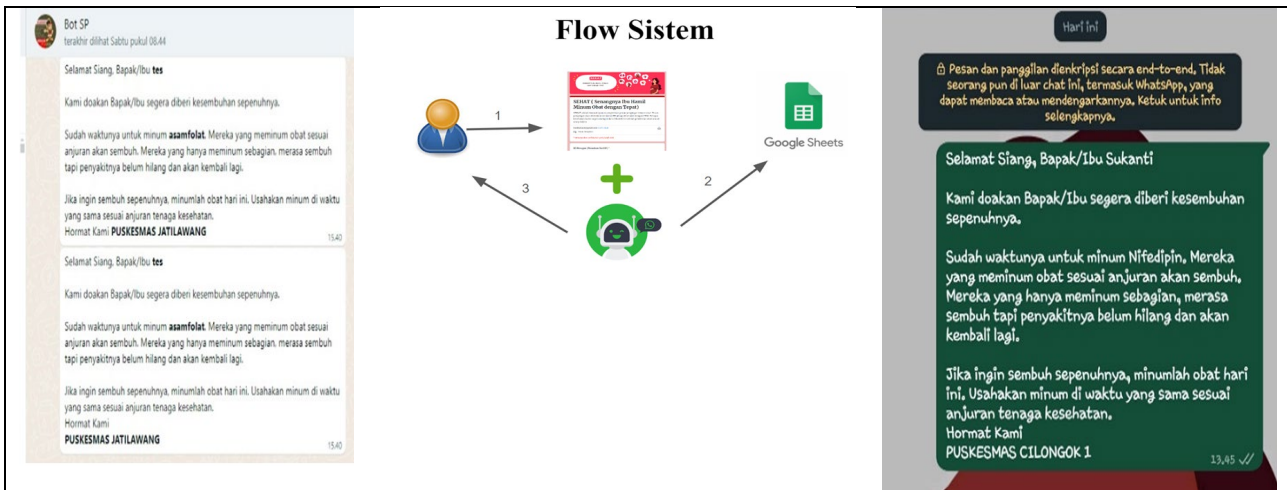 Bot SP
terakhir dilihat Sabtu pukul 08.44
Selamat Siang, Bapak/Ibu tes
Kami doakan Bapak/Ibu segera diberi kesembuhan sepenuhnya.
Sudah waktunya untuk minum asamfolat. Mereka yang meminum obat sesuai
anjuran akan sembuh. Mereka yang hanya meminum sebagian, merasa sembuh
tapi penyakitnya belum hilang dan akan kembali lagi.
Jika ingin sembuh sepenuhnya, minumlah obat hari ini. Usahakan minum di waktu
yang sama sesuai anjuran tenaga kesehatan.
Hormat Kami PUSKESMAS JATILAWANG
13.40
Selamat Siang, Bapak/Ibu tes
Kami doakan Bapak/Ibu segera diberi kesembuhan sepenuhnya.
Sudah waktunya untuk minum asamfolat. Mereka yang meminum obat sesuai
anjuran akan sembuh. Mereka yang hanya meminum sebagian, merasa sembuh
tapi penyakitnya belum hilang dan akan kembali lagi.
Jika ingin sembuh sepenuhnya, minumlah obat hari ini. Usahakan minum di waktu
yang sama sesuai anjuran tenaga kesehatan.
Hormat Kami
PUSKESMAS JATILAWANG
13.40
Flow Sistem
1
SEHAT ( Senangnya Ibu Hamil
Minum Obat dengan Tepat)
Google Sheets
3
2
Hari ini
Pesan dan panggilan dienkripsi secara end-to-end. Tidak
seorang pun di luar chat ini, termasuk WhatsApp, yang
dapat membaca atau mendengarkannya. Ketuk untuk info
selengkapnya.
Selamat Siang, Bapak/Ibu Sukanti
Kami doakan Bapak/Ibu segera diberi kesembuhan
sepenuhnya.
Sudah waktunya untuk minum Nifedipin. Mereka
yang meminum obat sesuai anjuran akan sembuh.
Mereka yang hanya meminum sebagian, merasa
sembuh tapi penyakitnya belum hilang dan akan
kembali lagi.
Jika ingin sembuh sepenuhnya, minumlah obat hari
ini. Usahakan minum di waktu yang sama sesuai
anjuran tenaga kesehatan.
Hormat Kami
PUSKESMAS CILONGOK 1
13.45